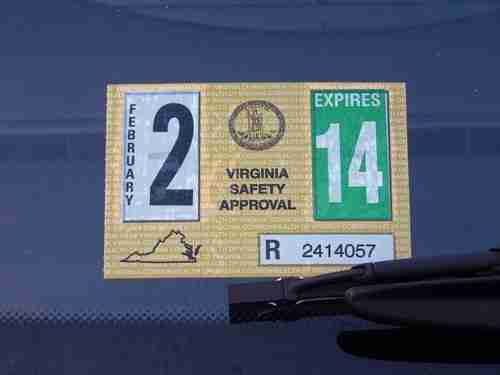 FEBRUARY
2
VIRGINIA
SAFETY
APPROVAL
EXPIRES
14
R 2414057